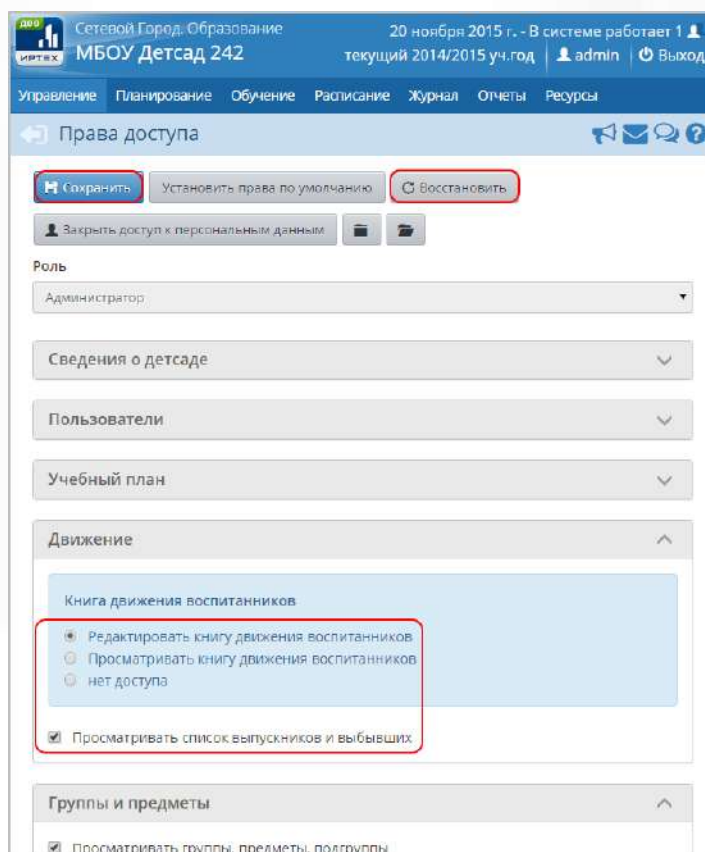 ДОО
ИРТЕХ
Сетевой Город. Образование
20 ноября 2015 г. - В системе работает 1
МБОУ Детсад 242
текущий 2014/2015 уч.год
admin
Выход
Управление Планирование Обучение Расписание Журнал Отчеты Ресурсы
Права доступа
Сохранить Установить права по умолчанию Восстановить
Закрыть доступ к персональным данным
Роль
Администратор
Сведения о детсаде
Пользователи
Учебный план
Движение
Книга движения воспитанников
Редактировать книгу движения воспитанников
Просматривать книгу движения воспитанников
нет доступа
Просматривать список выпускников и выбывших
Группы и предметы
Просматривать группы, предметы, подгруппы